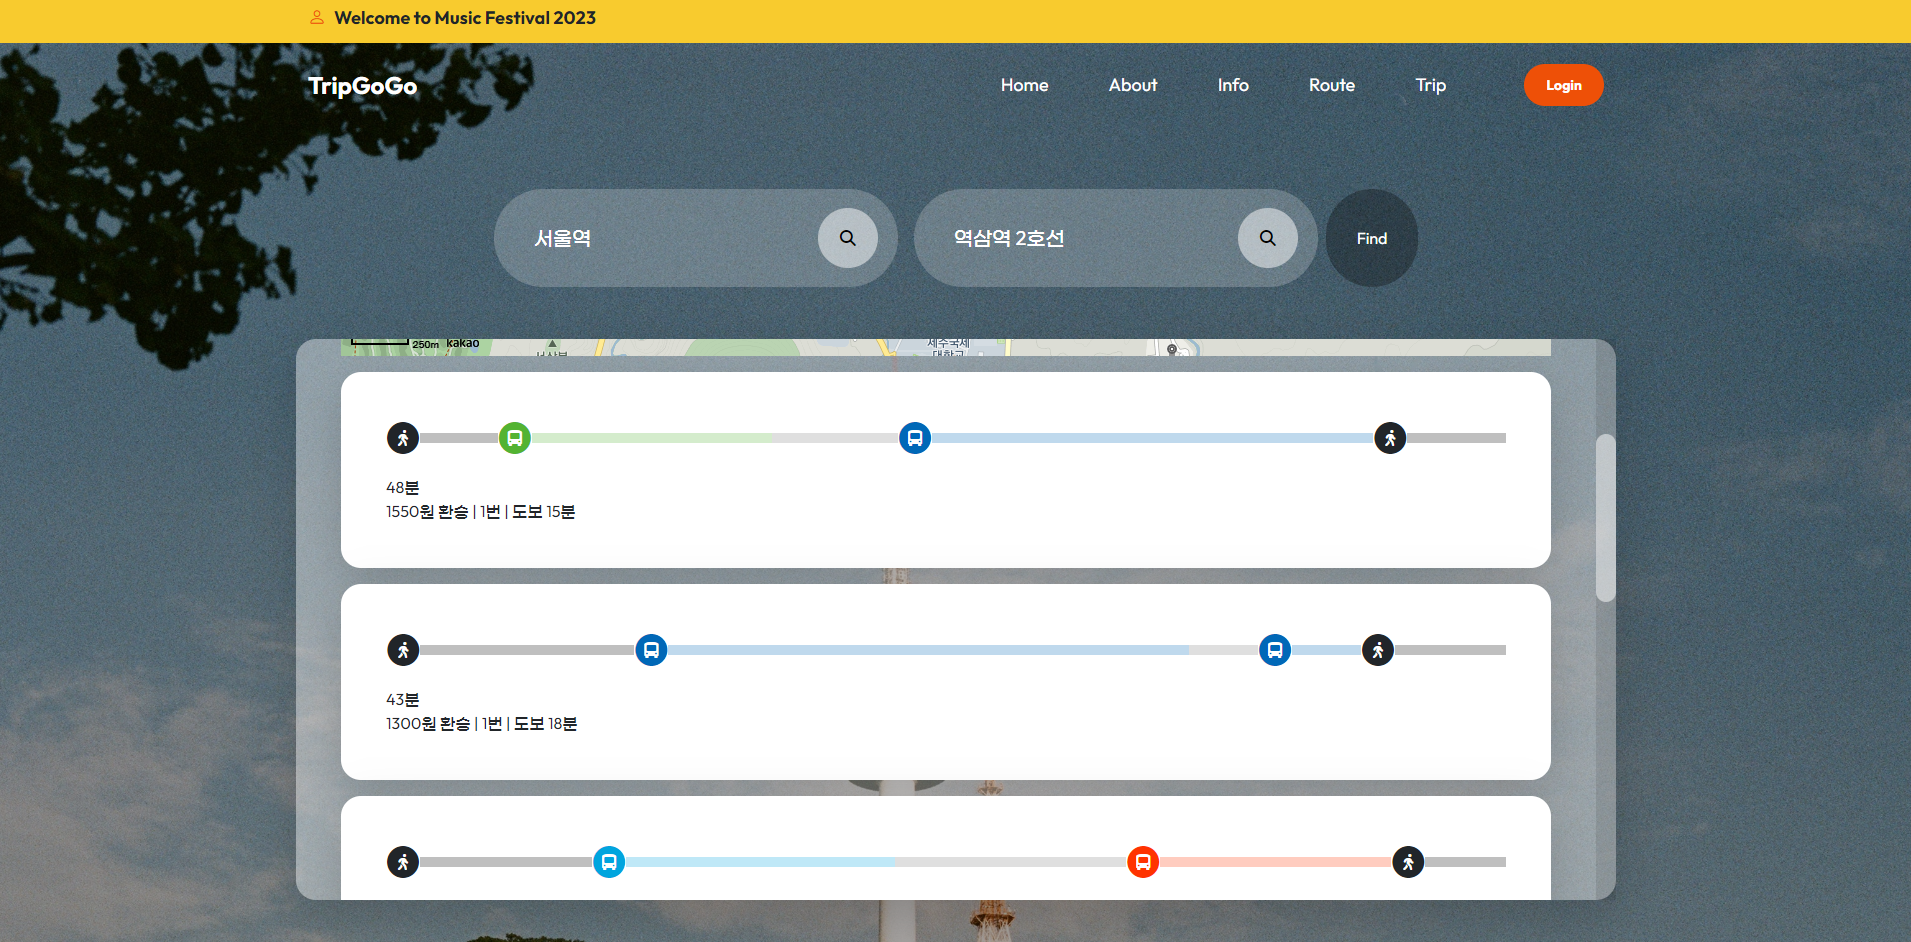 Welcome to Music Festival 2023
TripGoGo
Home About Info Route Trip Login
서울역 역삼역 2호선 Find
250m kakao
48분
1550원 환승 | 1번 | 도보 15분
43분
1300원 환승 | 1번 | 도보 18분